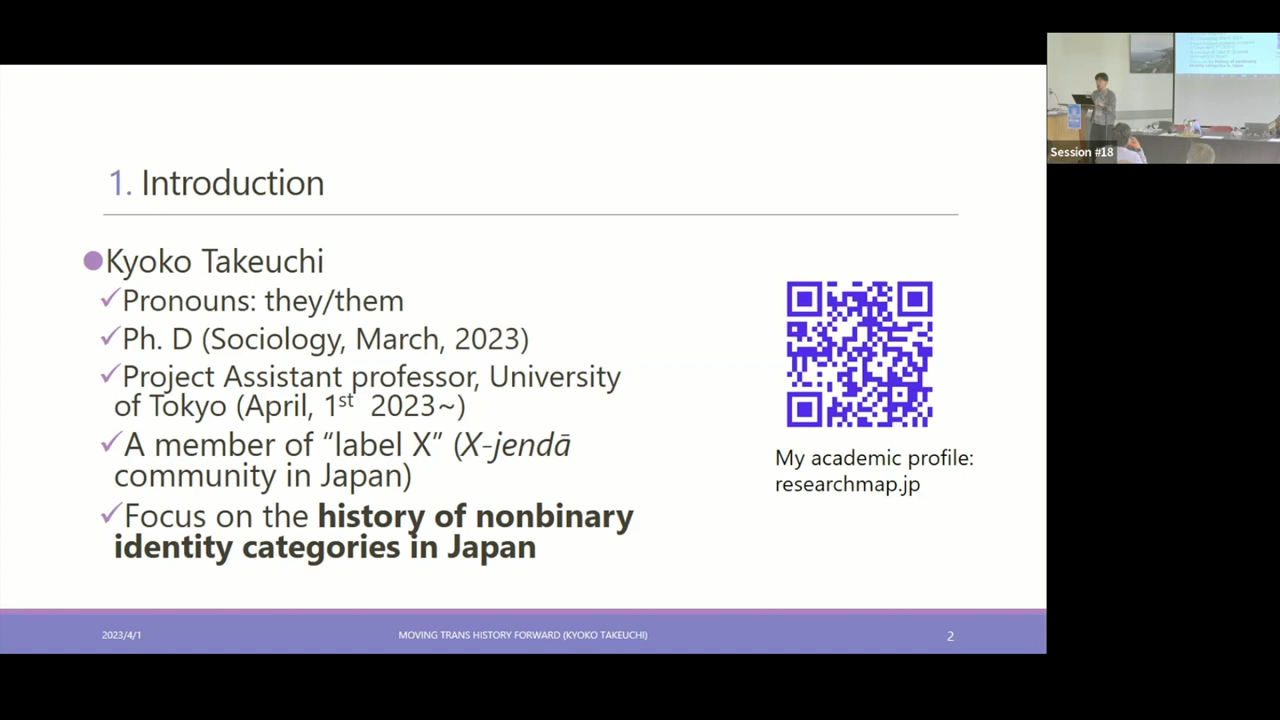 1. Introduction
Kyoko Takeuchi
Pronouns: they/them
Ph. D (Sociology, March, 2023)
Project Assistant professor, University
of Tokyo (April, 1st 2023~)
A member of “label X” (X-jendā
community in Japan)
Focus on the history of nonbinary
identity categories in Japan
My academic profile:
researchmap.jp
2023/4/1
MOVING TRANS HISTORY FORWARD (KYOKO TAKEUCHI)
2
Session #18